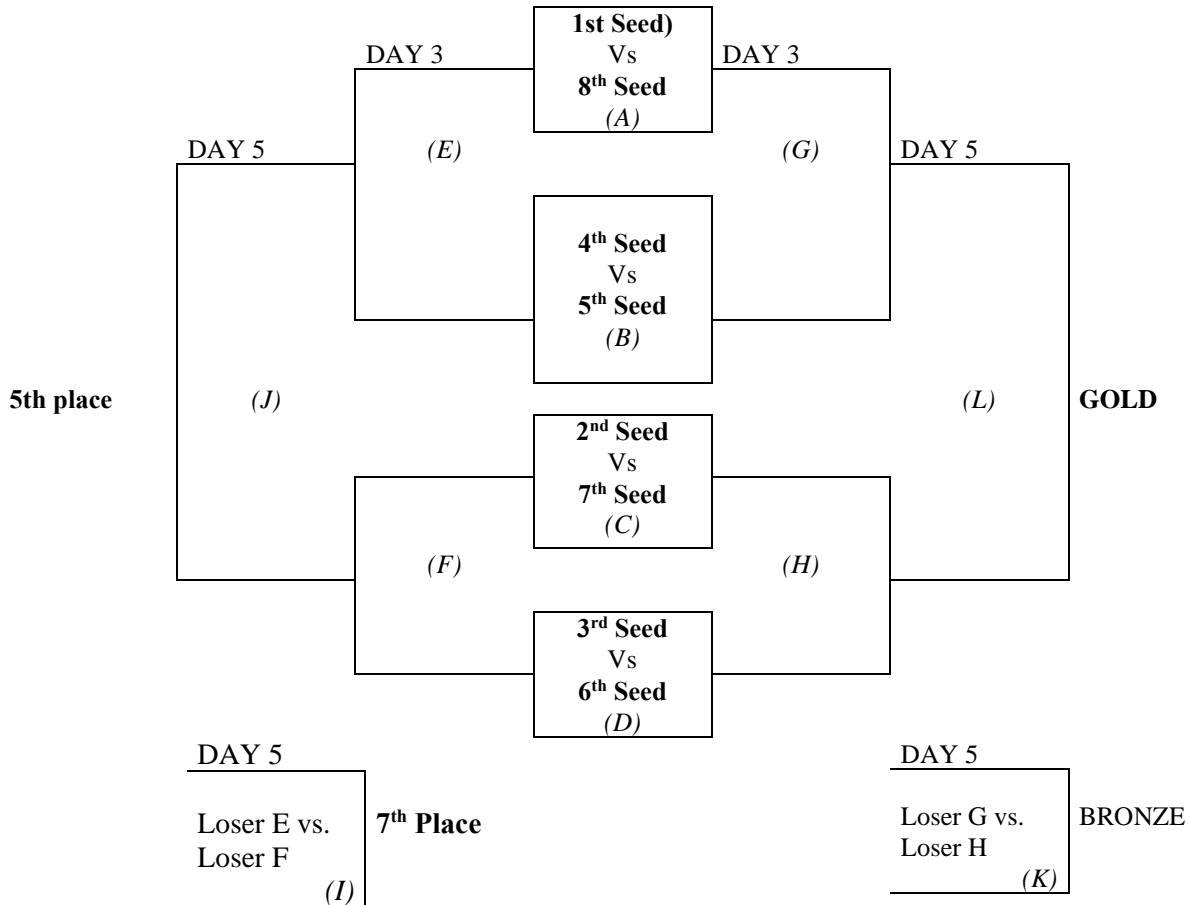 1st Seed)
DAY 3 Vs DAY 3
8th Seed
(A)
DAY 5 (E) (G) DAY 5
4th Seed
Vs
5th Seed
(B)
5th place (J) (L) GOLD
2nd Seed
Vs
7th Seed
(C)
(F) (H)
3rd Seed
Vs
6th Seed
(D)
DAY 5
Loser E vs. 7th Place
Loser F
(I)
DAY 5
Loser G vs. BRONZE
Loser H
(K)